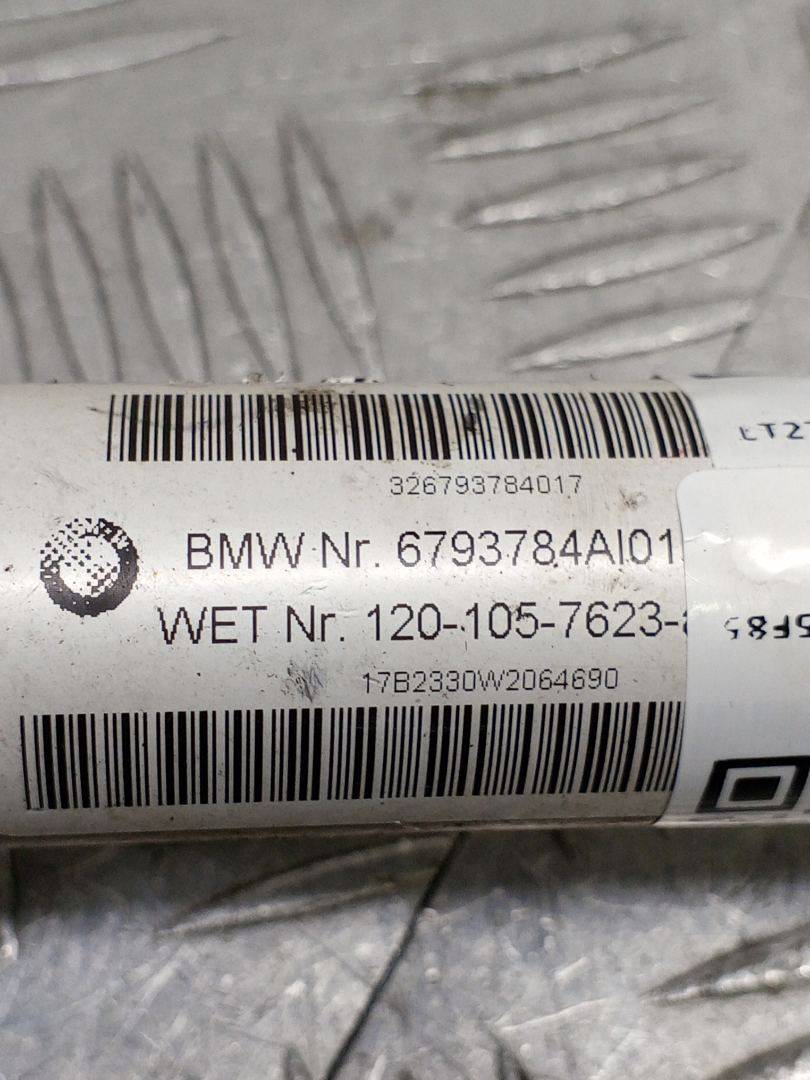 326793784017
BMW Nr. 6793784AI01
WET Nr. 120-105-7623-
17B2330W2064690